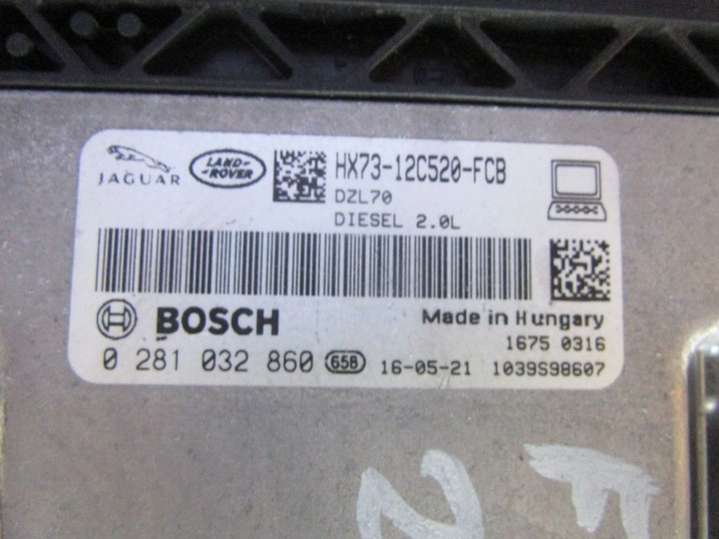 JAGUAR
LAND-
-ROVER
HX73-12C520-FCB
DZL70
DIESEL 2.0L
BOSCH
Made in Hungary
1675 0316
0 281 032 860 658 16-05-21 1039S98607